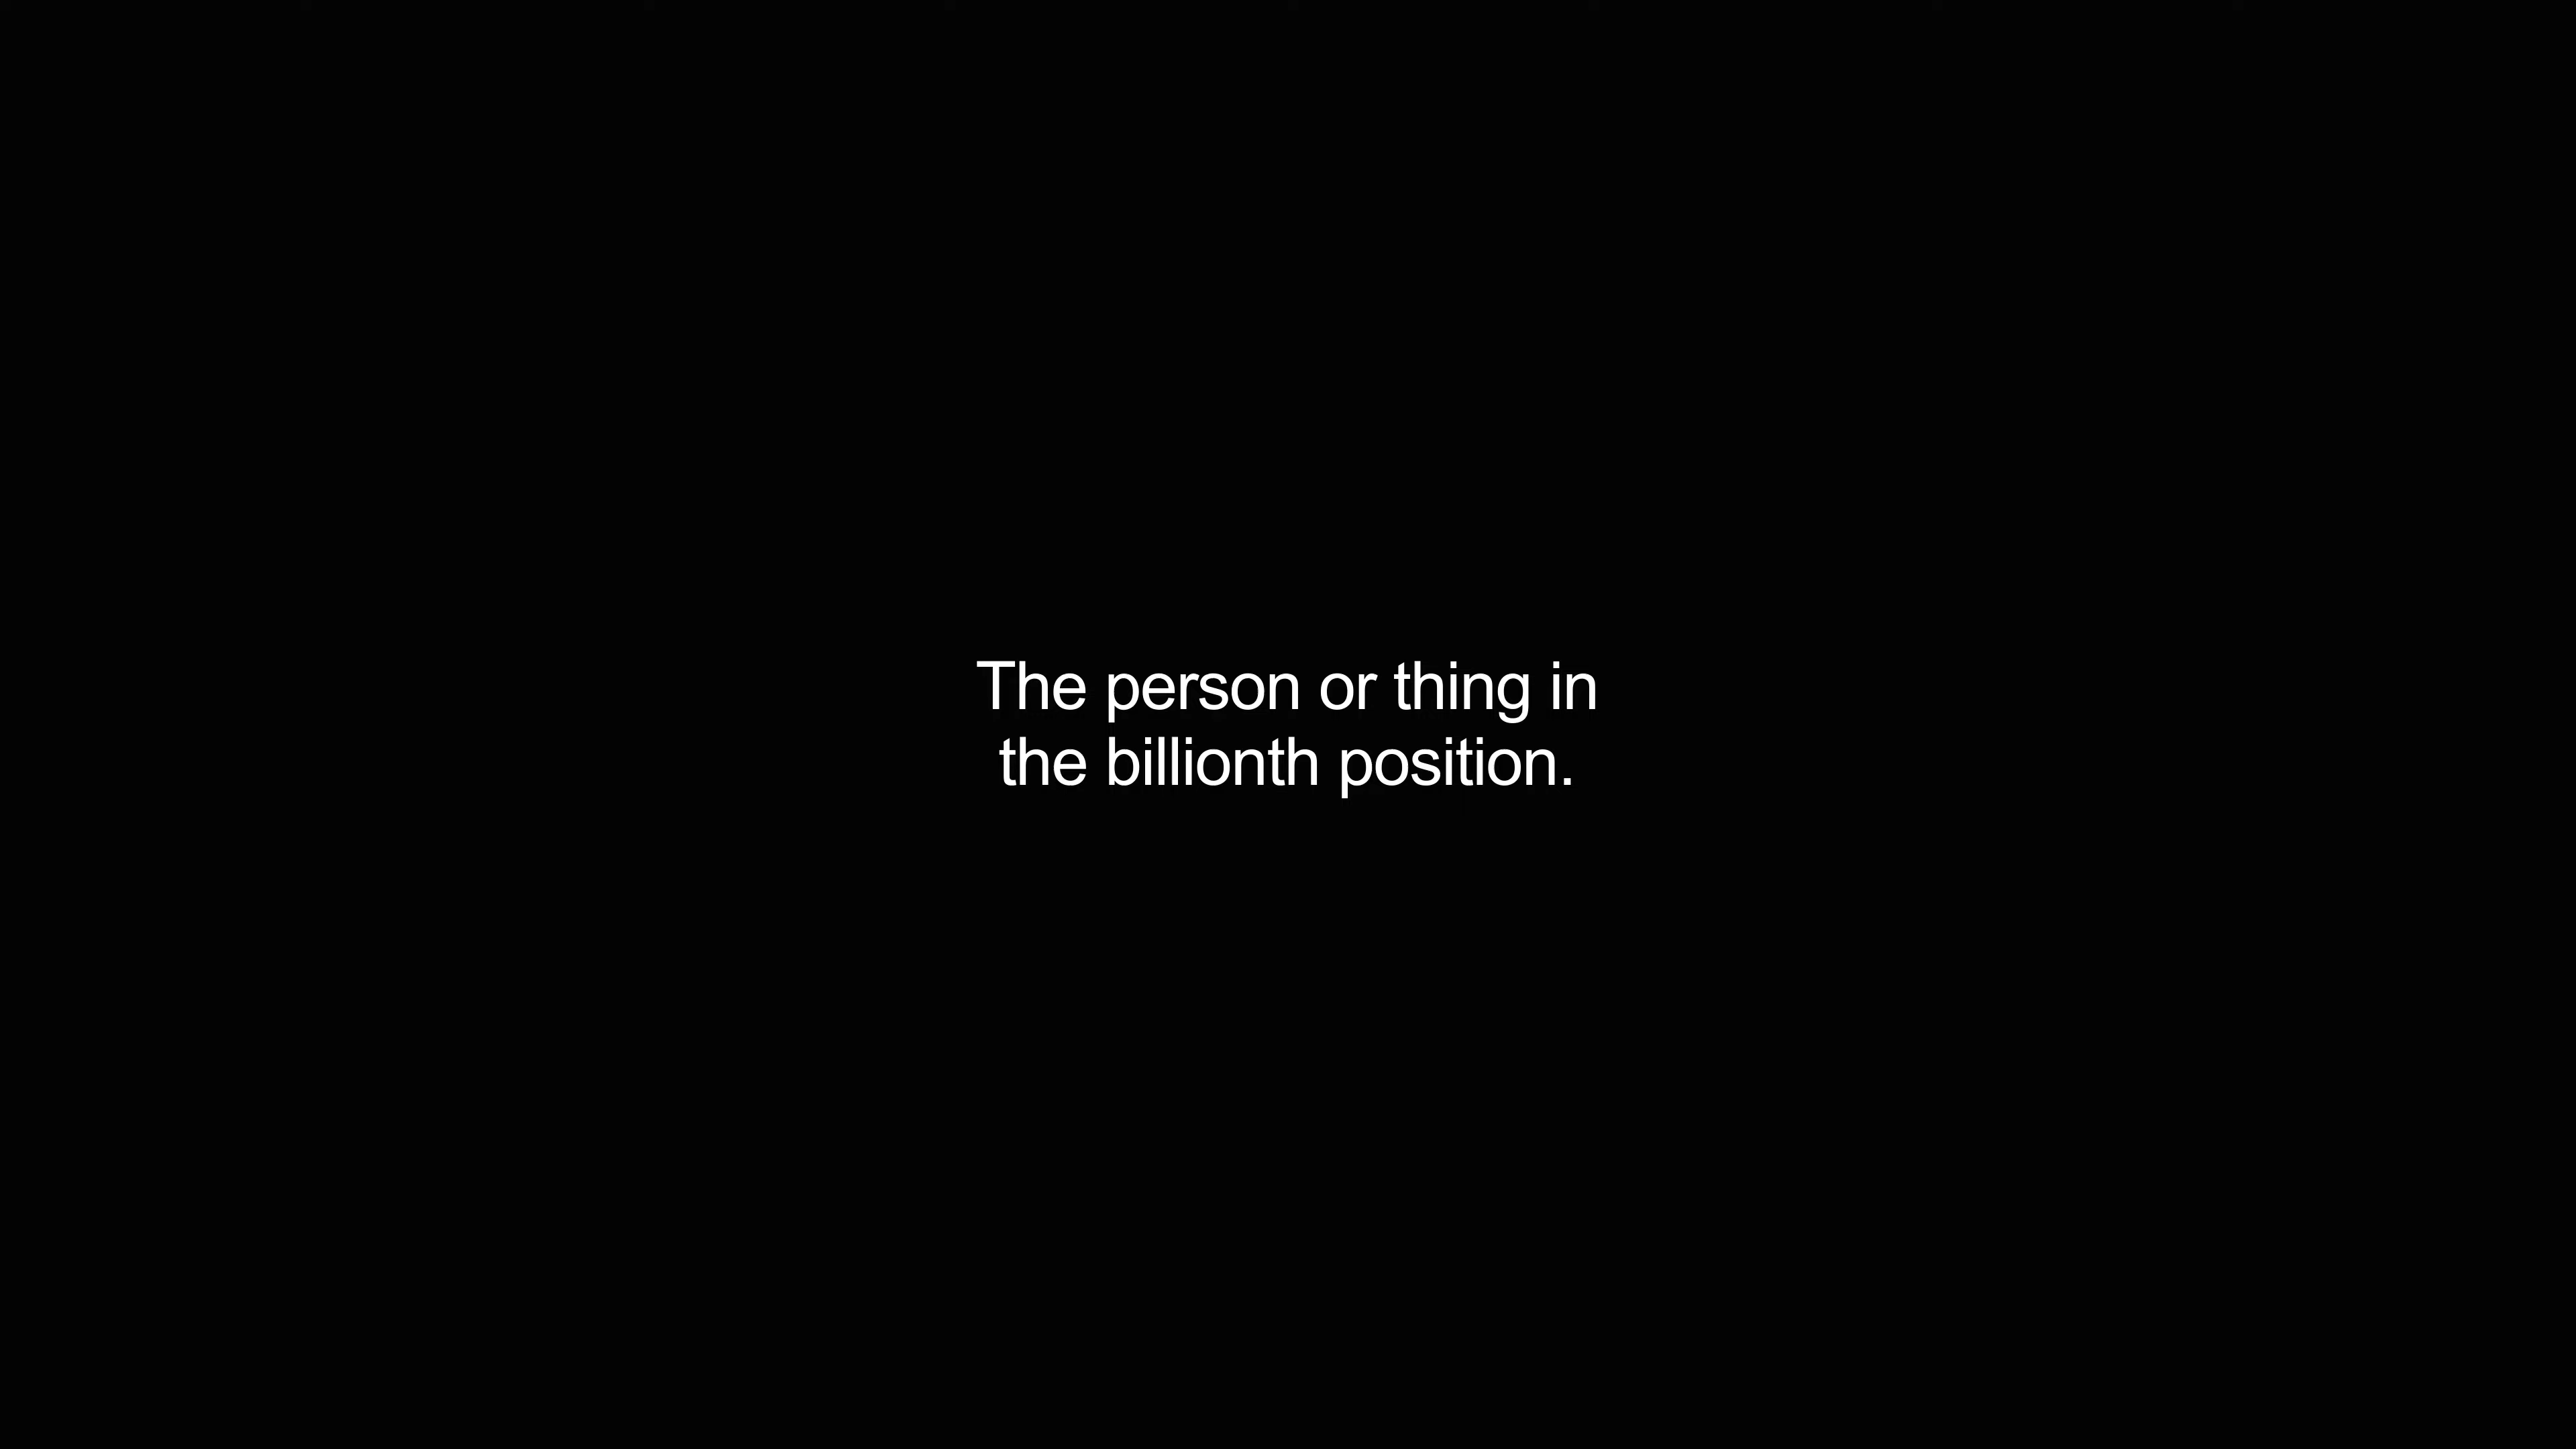 The person or thing in
the billionth position.